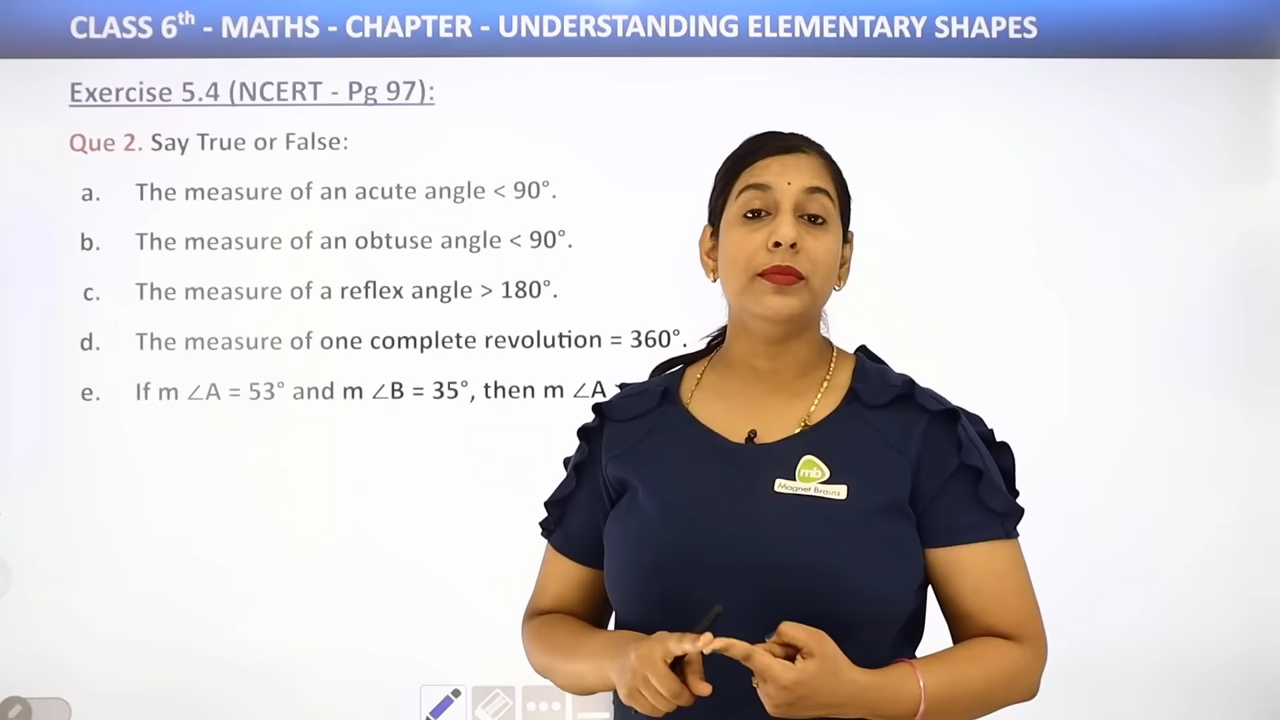 CLASS 6th - MATHS - CHAPTER - UNDERSTANDING ELEMENTARY SHAPES
Exercise 5.4 (NCERT - Pg 97):
Que 2. Say True or False:
a. The measure of an acute angle < 90°.
b. The measure of an obtuse angle < 90°.
c. The measure of a reflex angle > 180°.
d. The measure of one complete revolution = 360°.
e. If m ∠A = 53° and m ∠B = 35°, then m ∠A
mb
Magnet Brains